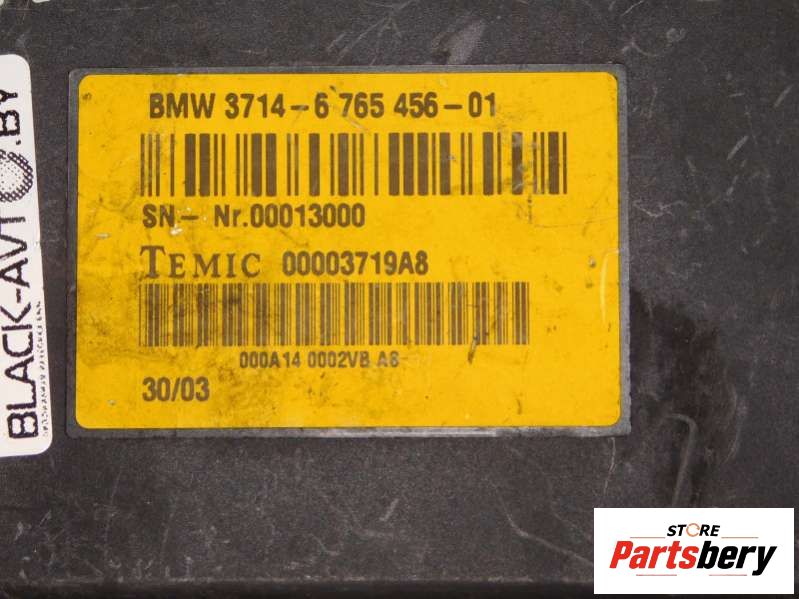 BMW 3714-6 765 456-01
SN- Nr.00013000
TEMIC 00003719A8
000A14 0002VB A8
30/03
BLACK-AVTO.BY
STORE
Partsbery